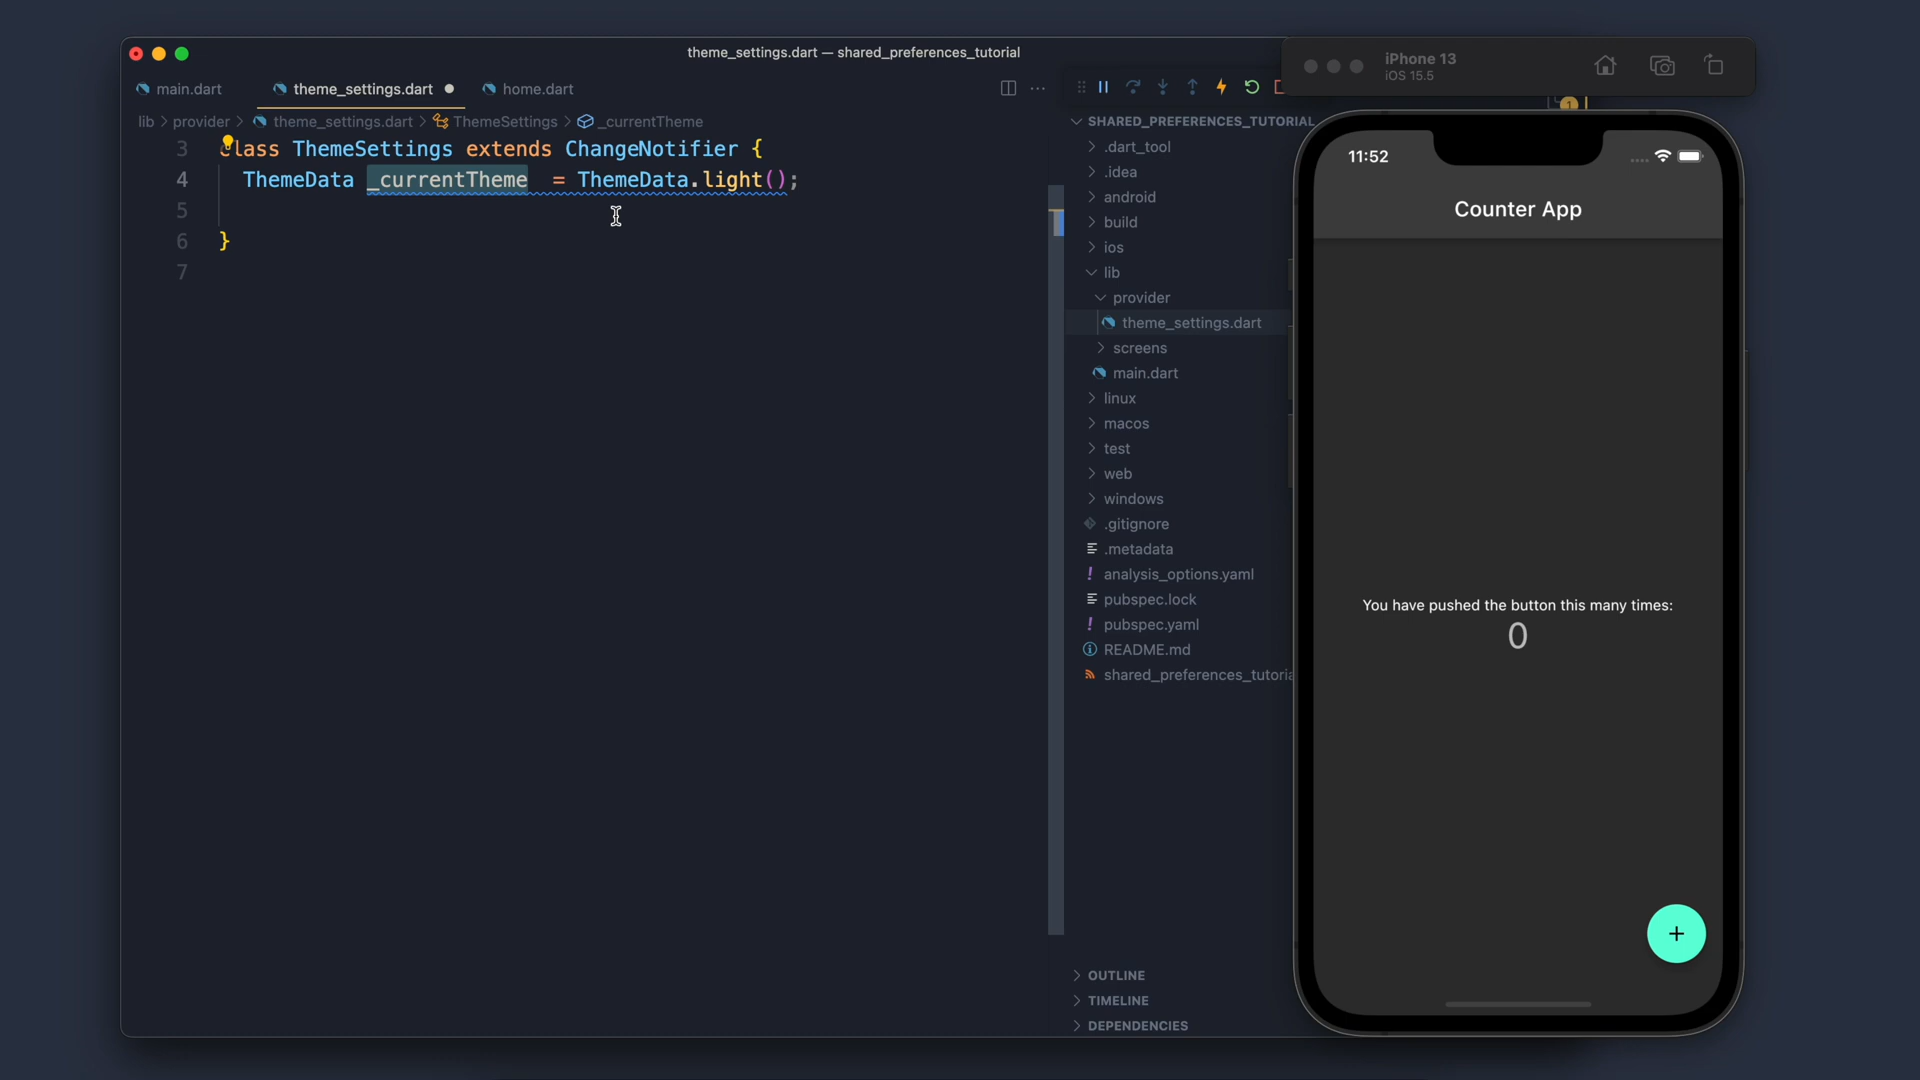 theme_settings.dart — shared_preferences_tutorial
main.dart
theme_settings.dart
home.dart
lib > provider > theme_settings.dart > ThemeSettings > _currentTheme
3 class ThemeSettings extends ChangeNotifier {
4 ThemeData _currentTheme = ThemeData.light();
5
6 }
7
SHARED_PREFERENCES_TUTORIAL
.dart_tool
.idea
android
build
ios
lib
provider
theme_settings.dart
screens
main.dart
linux
macos
test
web
windows
.gitignore
.metadata
analysis_options.yaml
pubspec.lock
pubspec.yaml
README.md
shared_preferences_tutoria
OUTLINE
TIMELINE
DEPENDENCIES
iPhone 13
iOS 15.5
1
11:52
Counter App
You have pushed the button this many times:
0
+